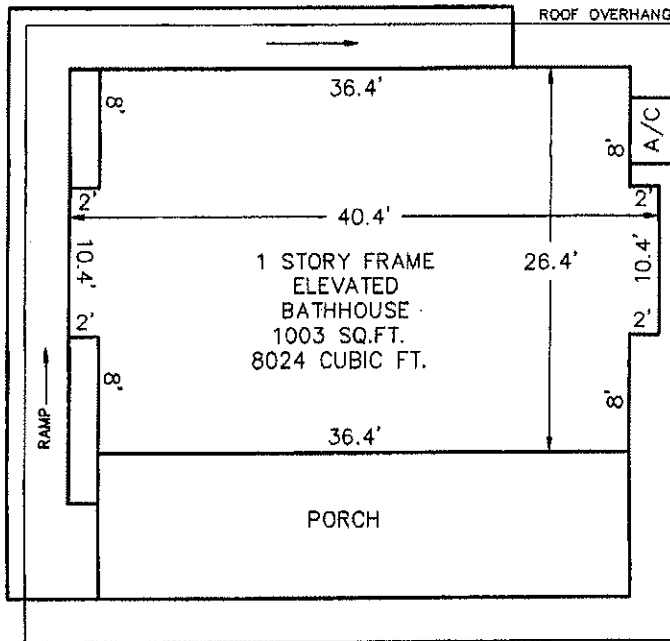 ROOF OVERHANG
36.4'
8'
8'
A/C
2'
2'
40.4'
10.4'
26.4'
10.4'
1 STORY FRAME
ELEVATED
BATHHOUSE
1003 SQ.FT.
8024 CUBIC FT.
2'
2'
8'
8'
RAMP
36.4'
PORCH